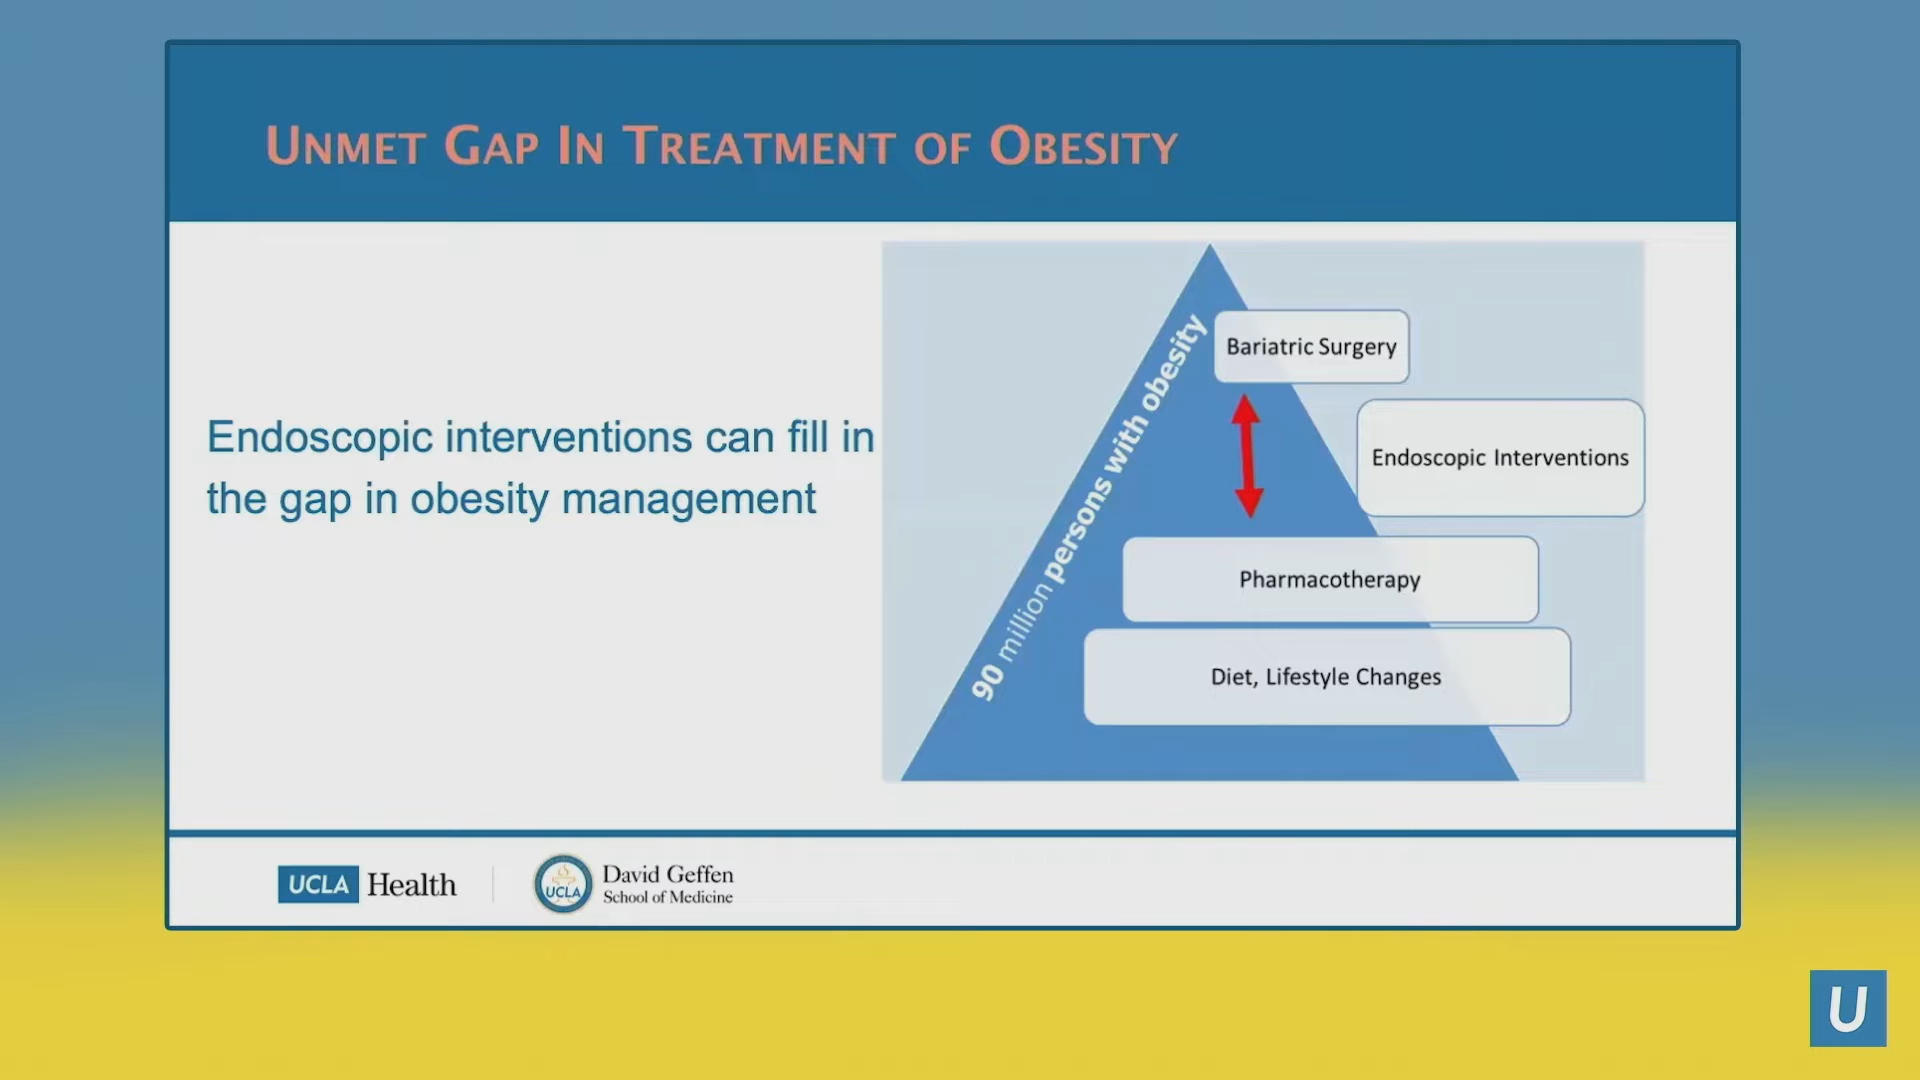 UNMET GAP IN TREATMENT OF OBESITY
Endoscopic interventions can fill in
the gap in obesity management
90 million persons with obesity
Bariatric Surgery
Endoscopic Interventions
Pharmacotherapy
Diet, Lifestyle Changes
UCLA Health
UCLA
David Geffen
School of Medicine
U